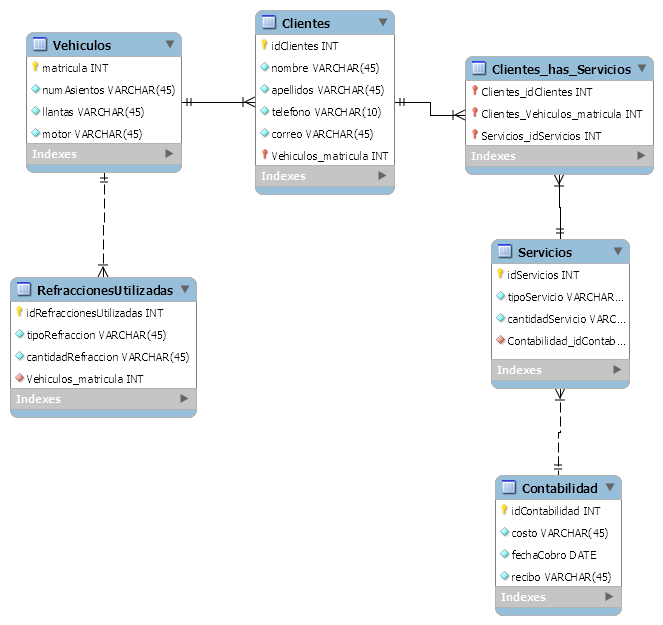 Vehiculos
matricula INT
numAsientos VARCHAR(45)
llantas VARCHAR(45)
motor VARCHAR(45)
Indexes
Clientes
idClientes INT
nombre VARCHAR(45)
apellidos VARCHAR(45)
telefono VARCHAR(10)
correo VARCHAR(45)
Vehiculos_matricula INT
Indexes
Clientes_has_Servicios
Clientes_idClientes INT
Clientes_Vehiculos_matricula INT
Servicios_idServicios INT
Indexes
RefraccionesUtilizadas
idRefraccionesUtilizadas INT
tipoRefraccion VARCHAR(45)
cantidadRefraccion VARCHAR(45)
Vehiculos_matricula INT
Indexes
Servicios
idServicios INT
tipoServicio VARCHAR...
cantidadServicio VARC...
Contabilidad_idContab...
Indexes
Contabilidad
idContabilidad INT
costo VARCHAR(45)
fechaCobro DATE
recibo VARCHAR(45)
Indexes